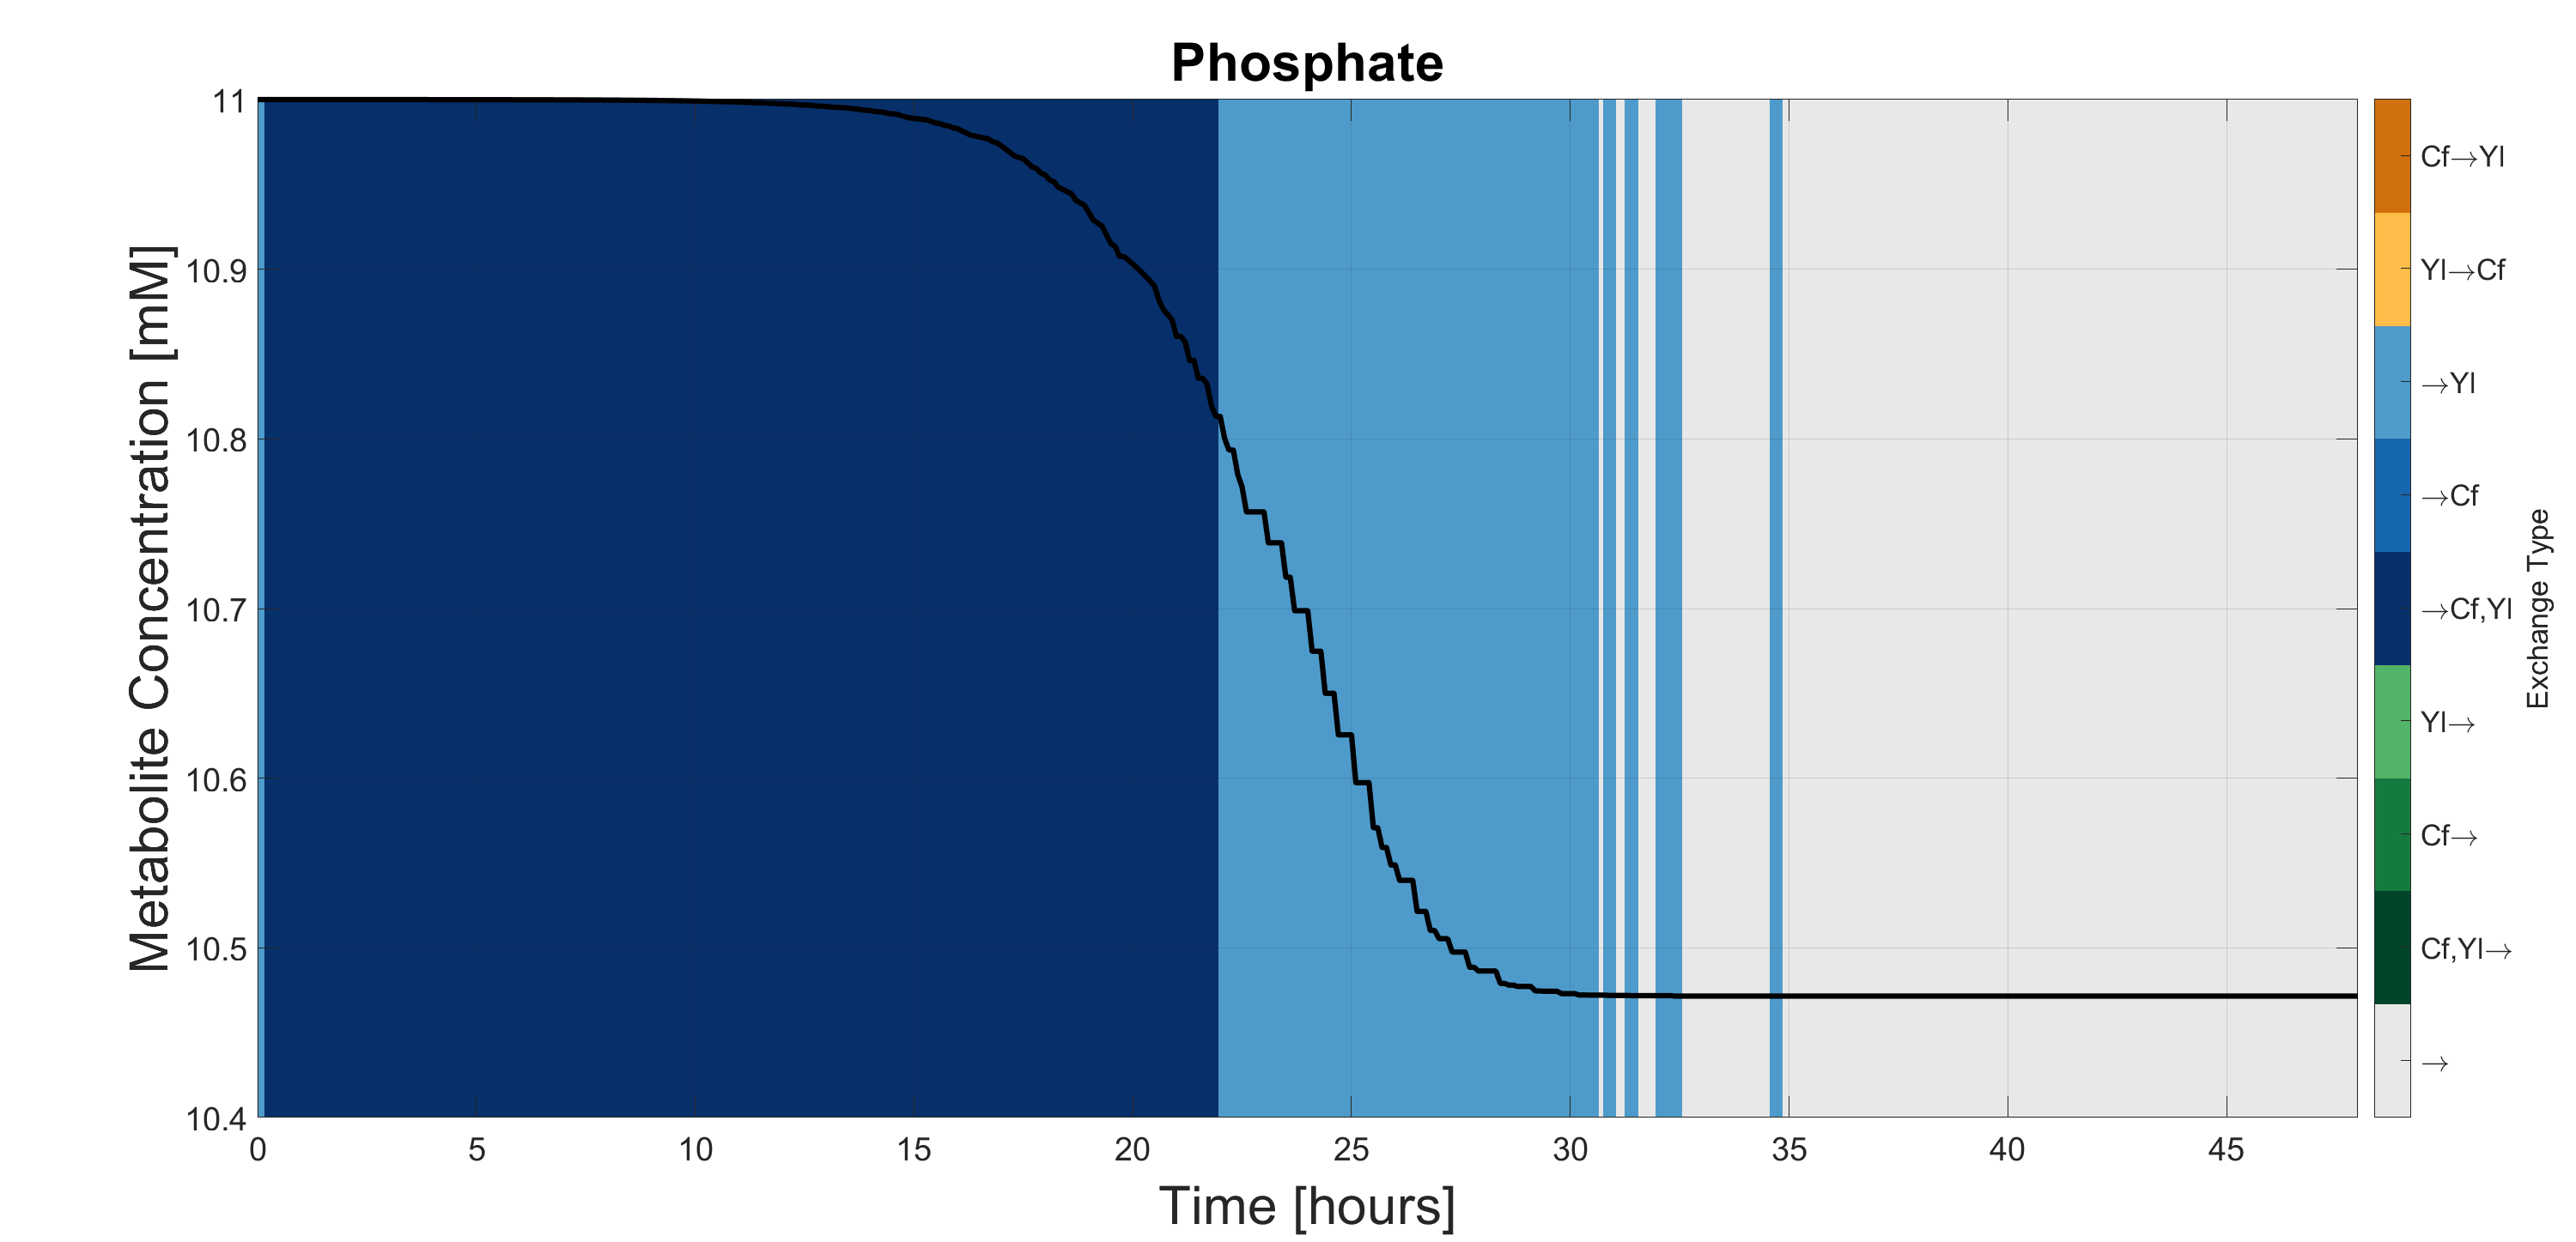 Phosphate
Metabolite Concentration [mM]
11
10.9
10.8
10.7
10.6
10.5
10.4
0 5 10 15 20 25 30 35 40 45
Time [hours]
Cf→Yl
Yl→Cf
→Yl
→Cf
→Cf,Yl
Yl→
Cf→
Cf,Yl→
→
Exchange Type